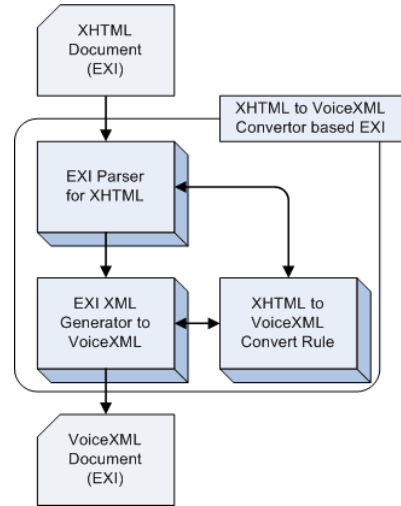 XHTML
Document
(EXI)
XHTML to VoiceXML
Convertor based EXI
EXI Parser
for XHTML
EXI XML
Generator to
VoiceXML
XHTML to
VoiceXML
Convert Rule
VoiceXML
Document
(EXI)